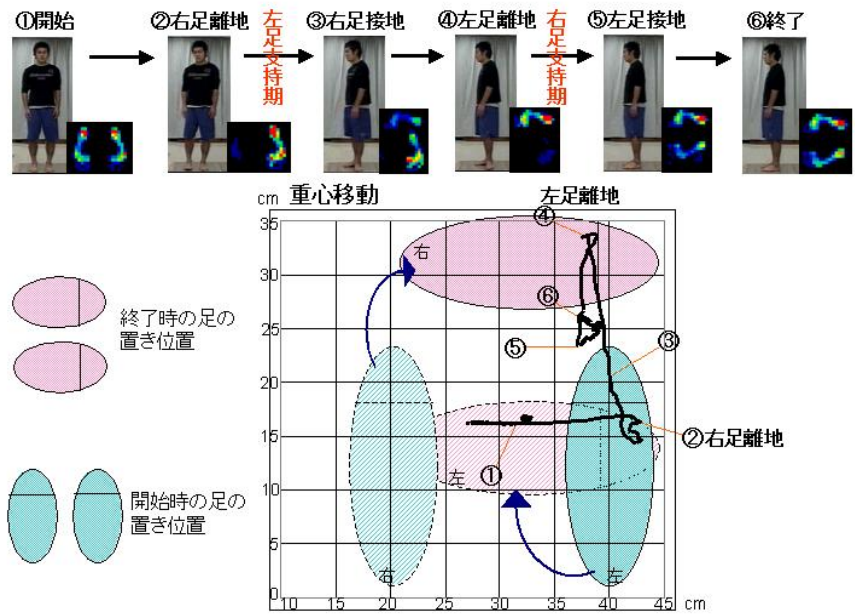 ①開始
②右足離地
左足支持期
③右足接地
④左足離地
右足支持期
⑤左足接地
⑥終了
cm
重心移動
左足離地
35
30
25
20
15
10
5
0
10
15
20
25
30
35
40
45
cm
④
右
⑥
⑤
③
②右足離地
①
左
右
左
終了時の足の
置き位置
開始時の足の
置き位置